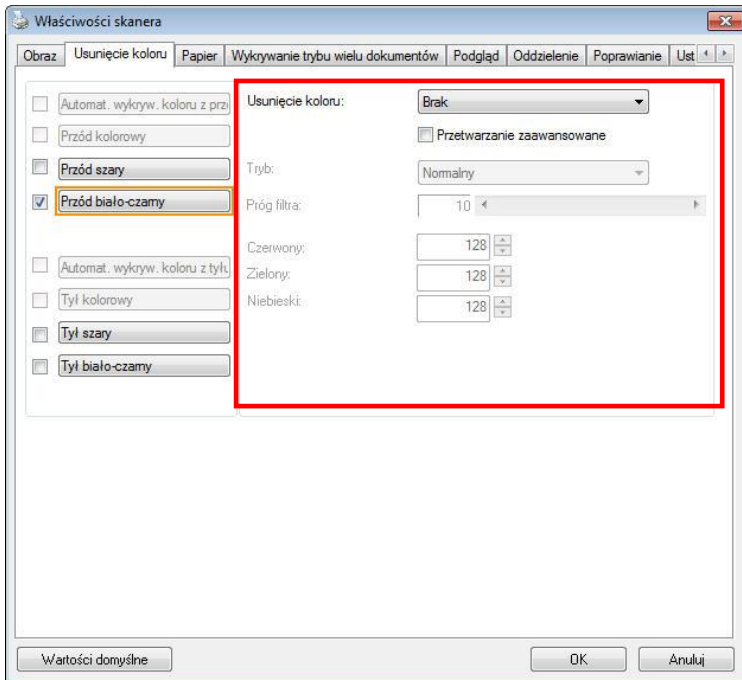 Właściwości skanera
Obraz Usunięcie koloru Papier Wykrywanie trybu wielu dokumentów Podgląd Oddzielenie Poprawianie Ust
Automat. wykryw. koloru z prz
Przód kolorowy
Przód szary
Przód biało-czarny
Automat. wykryw. koloru z tyłu
Tył kolorowy
Tył szary
Tył biało-czarny
Usunięcie koloru: Brak
Przetwarzanie zaawansowane
Tryb: Normalny
Próg filtra: 10
Czerwony: 128
Zielony: 128
Niebieski: 128
Wartości domyślne OK Anuluj